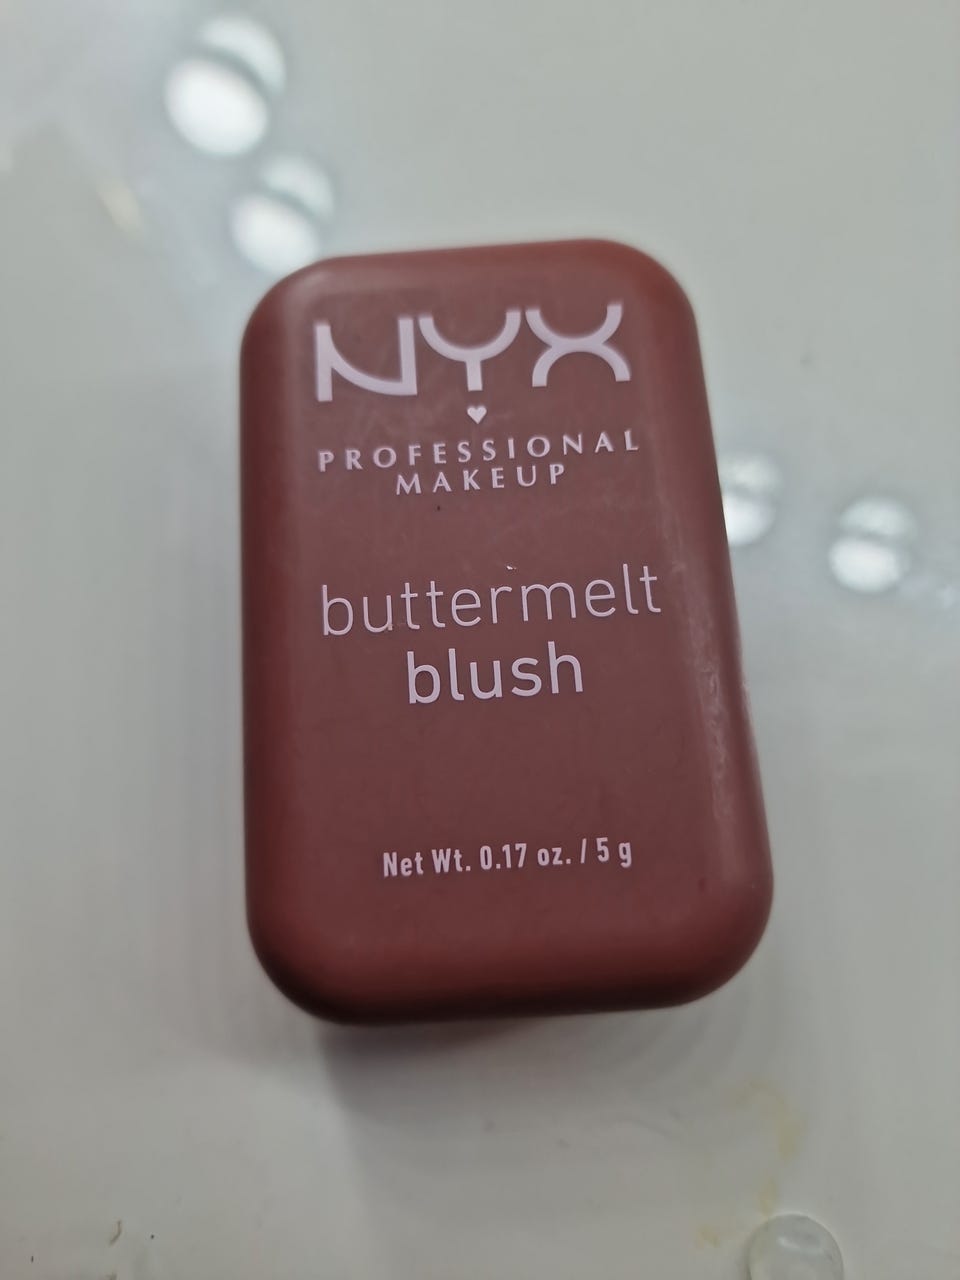 NYX
PROFESSIONAL
MAKEUP
buttermelt
blush
Net Wt. 0.17 oz. / 5 g